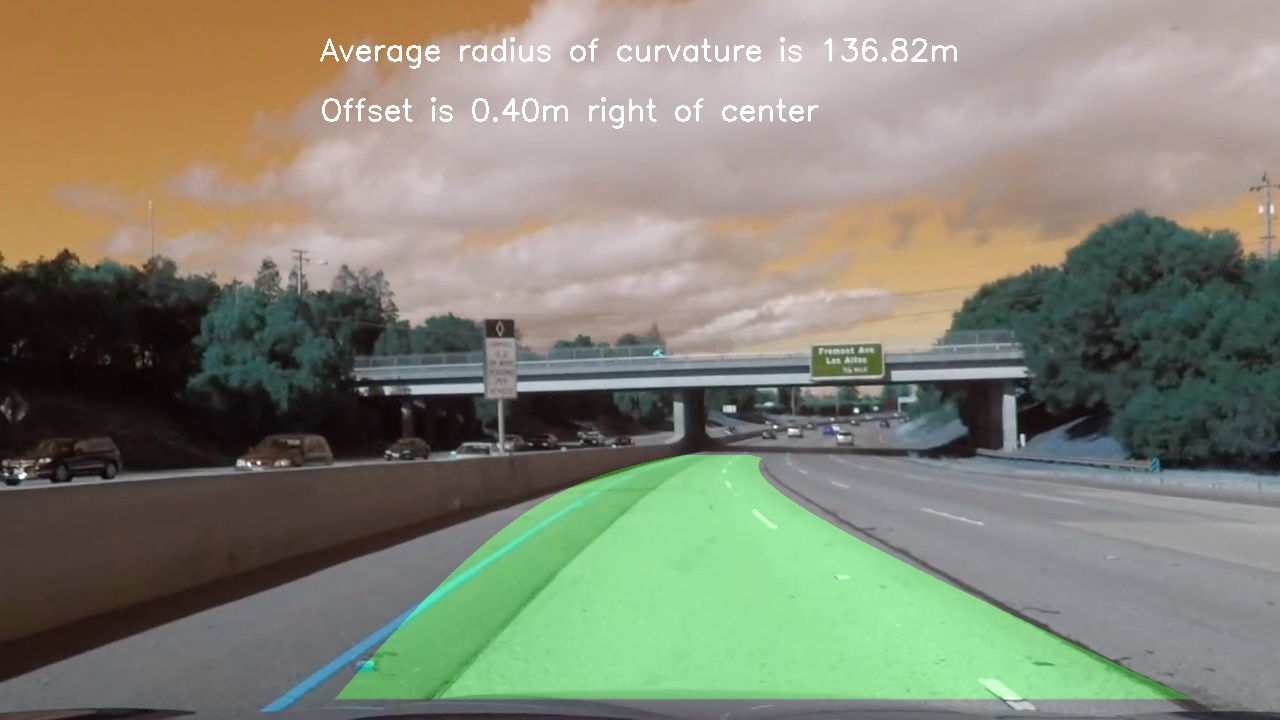 Average radius of curvature is 136.82m
Offset is 0.40m right of center
Fremont Ave
Los Altos